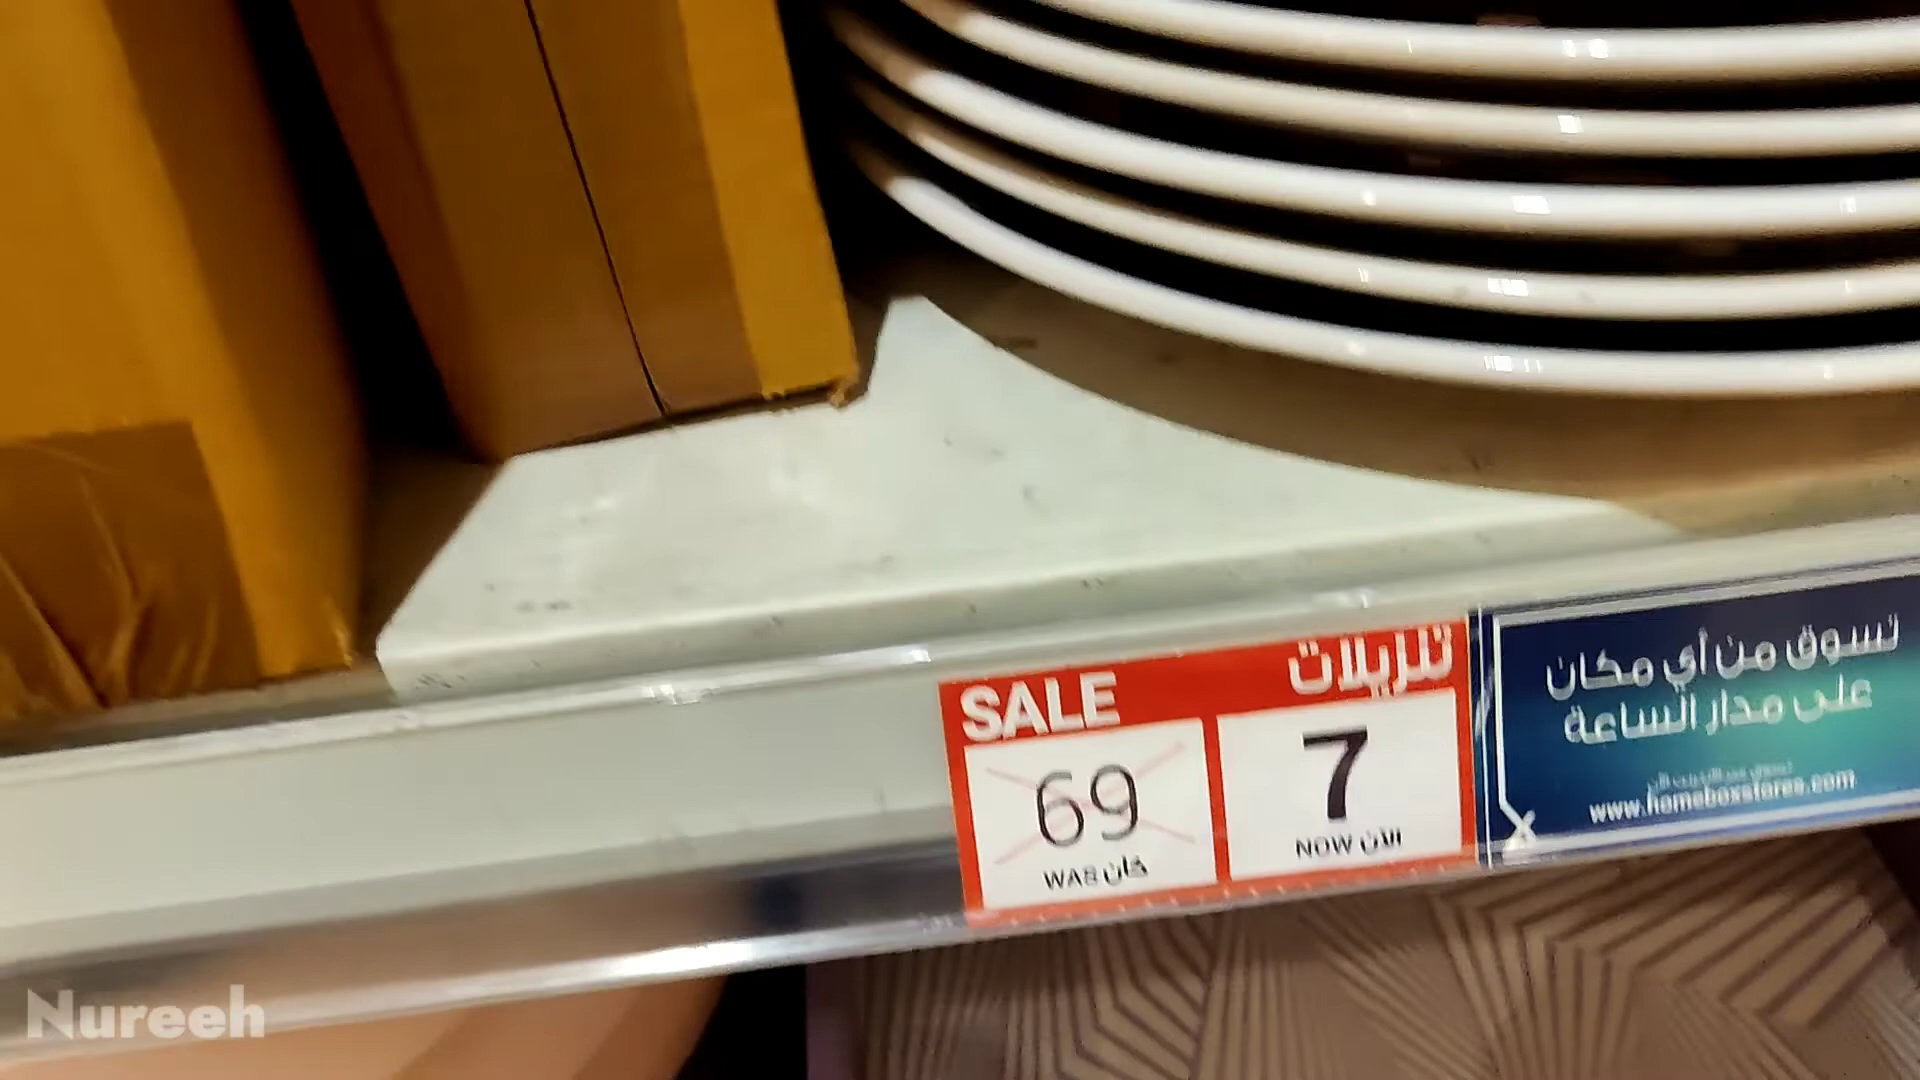 SALE تنزيلات
69
WAS كان
7
NOW الآن
تسوق من أي مكان
على مدار الساعة
www.homeboxstores.com
Nureeh